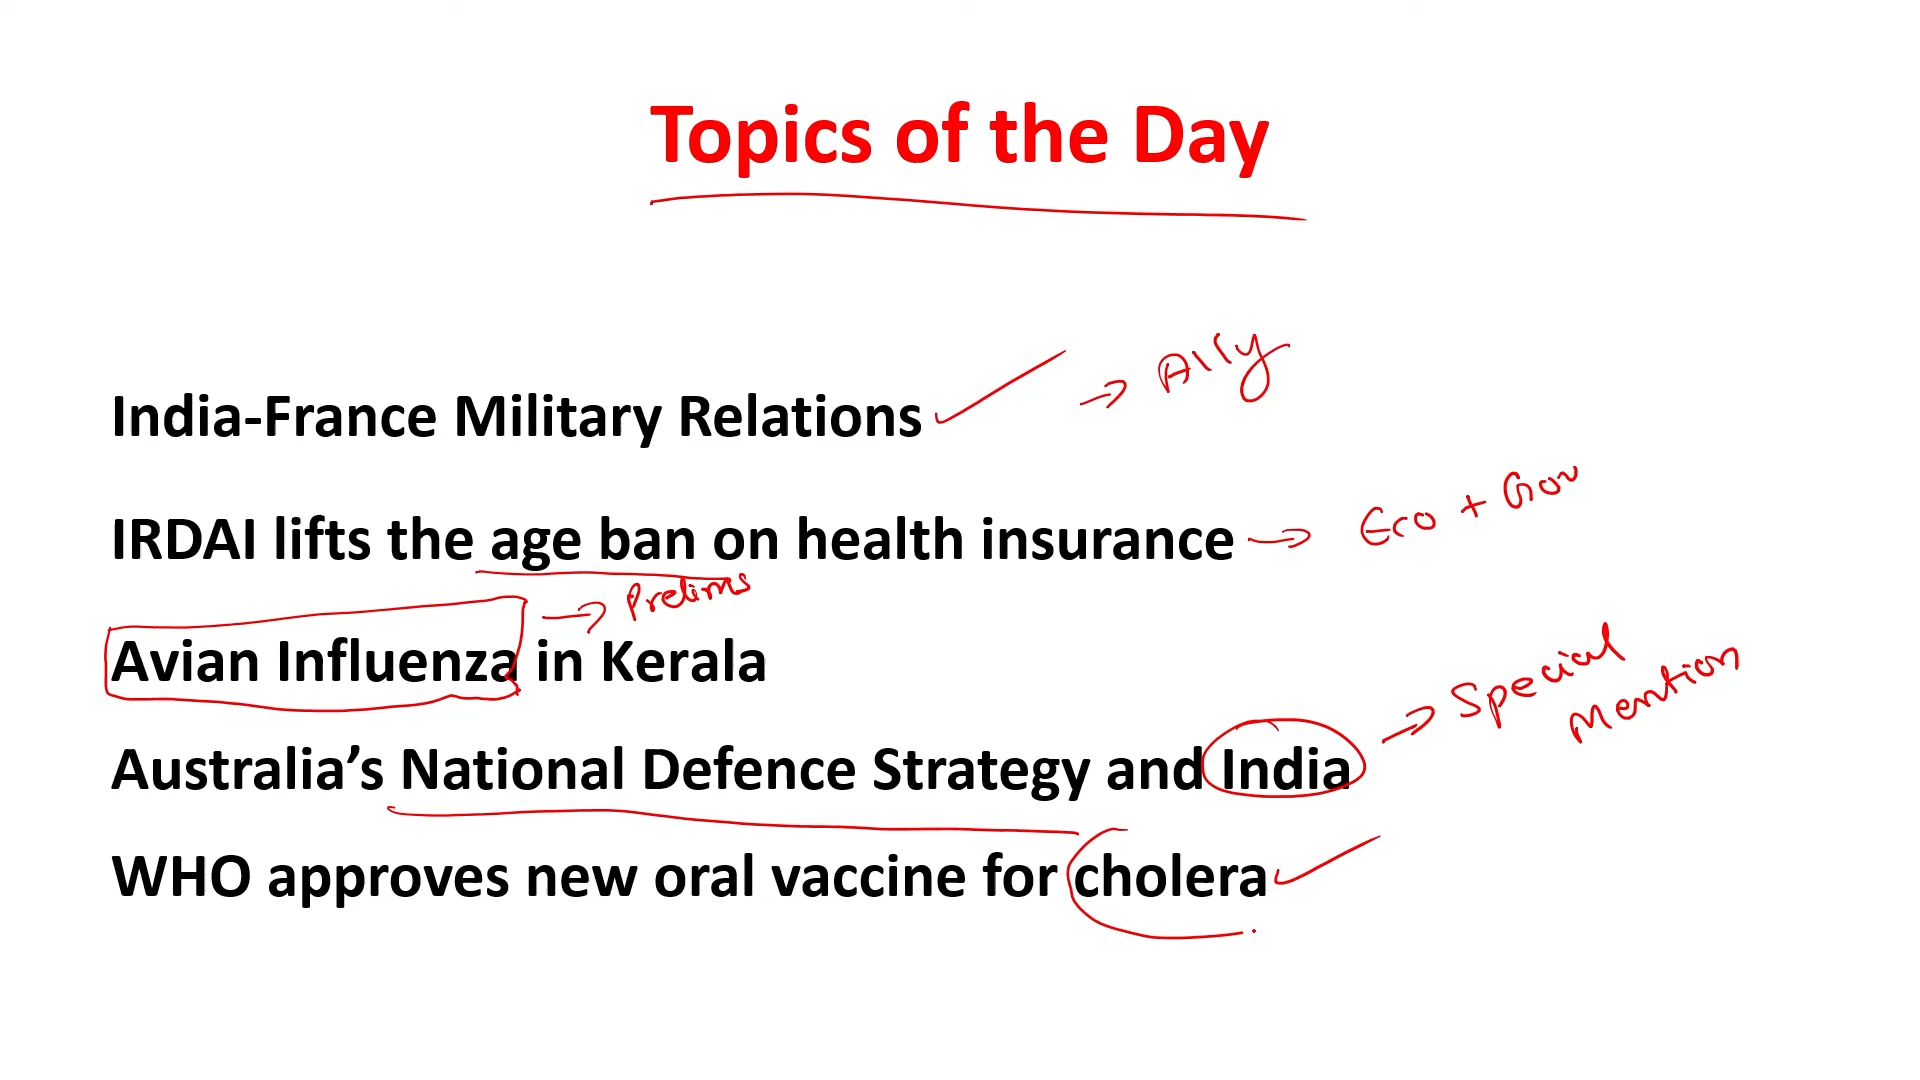 Topics of the Day
India-France Military Relations → Ally
IRDAI lifts the age ban on health insurance → Eco + Gov
→ Prelims
Avian Influenza in Kerala
Australia’s National Defence Strategy and India → Special Mention
WHO approves new oral vaccine for cholera